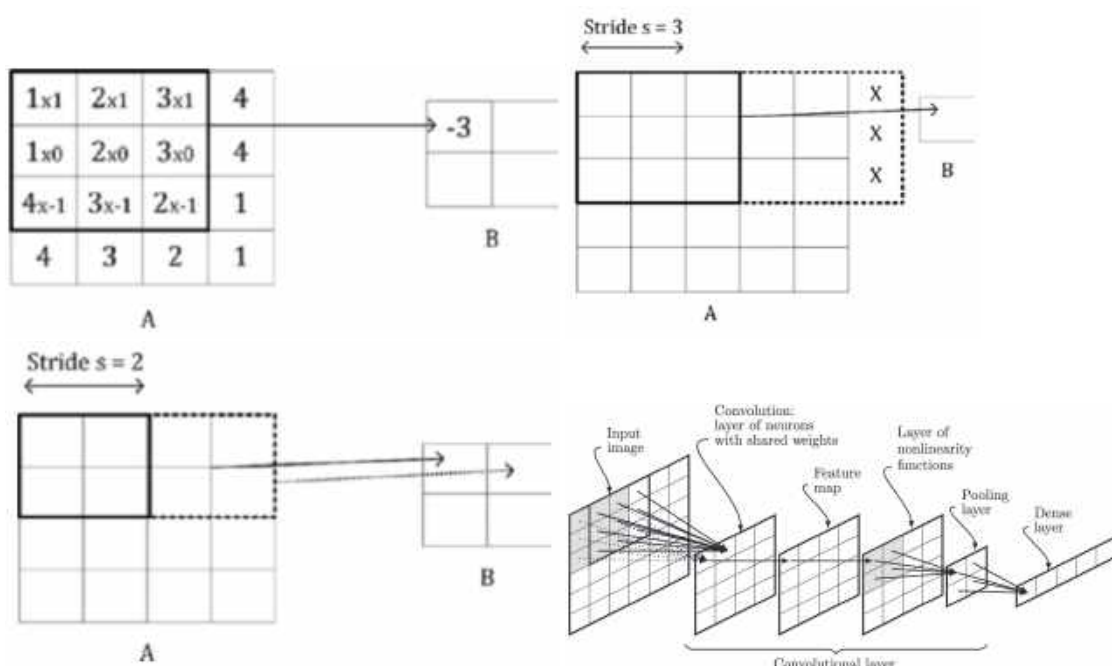 1x1 2x1 3x1 4
1x0 2x0 3x0 4
4x-1 3x-1 2x-1 1
4 3 2 1
A
-3
B
Stride s = 3
X
X
X
B
A
Stride s = 2
B
A
Input
image
Convolution:
layer of neurons
with shared weights
Feature
map
Layer of
nonlinearity
functions
Pooling
layer
Dense
layer
Convolutional layer